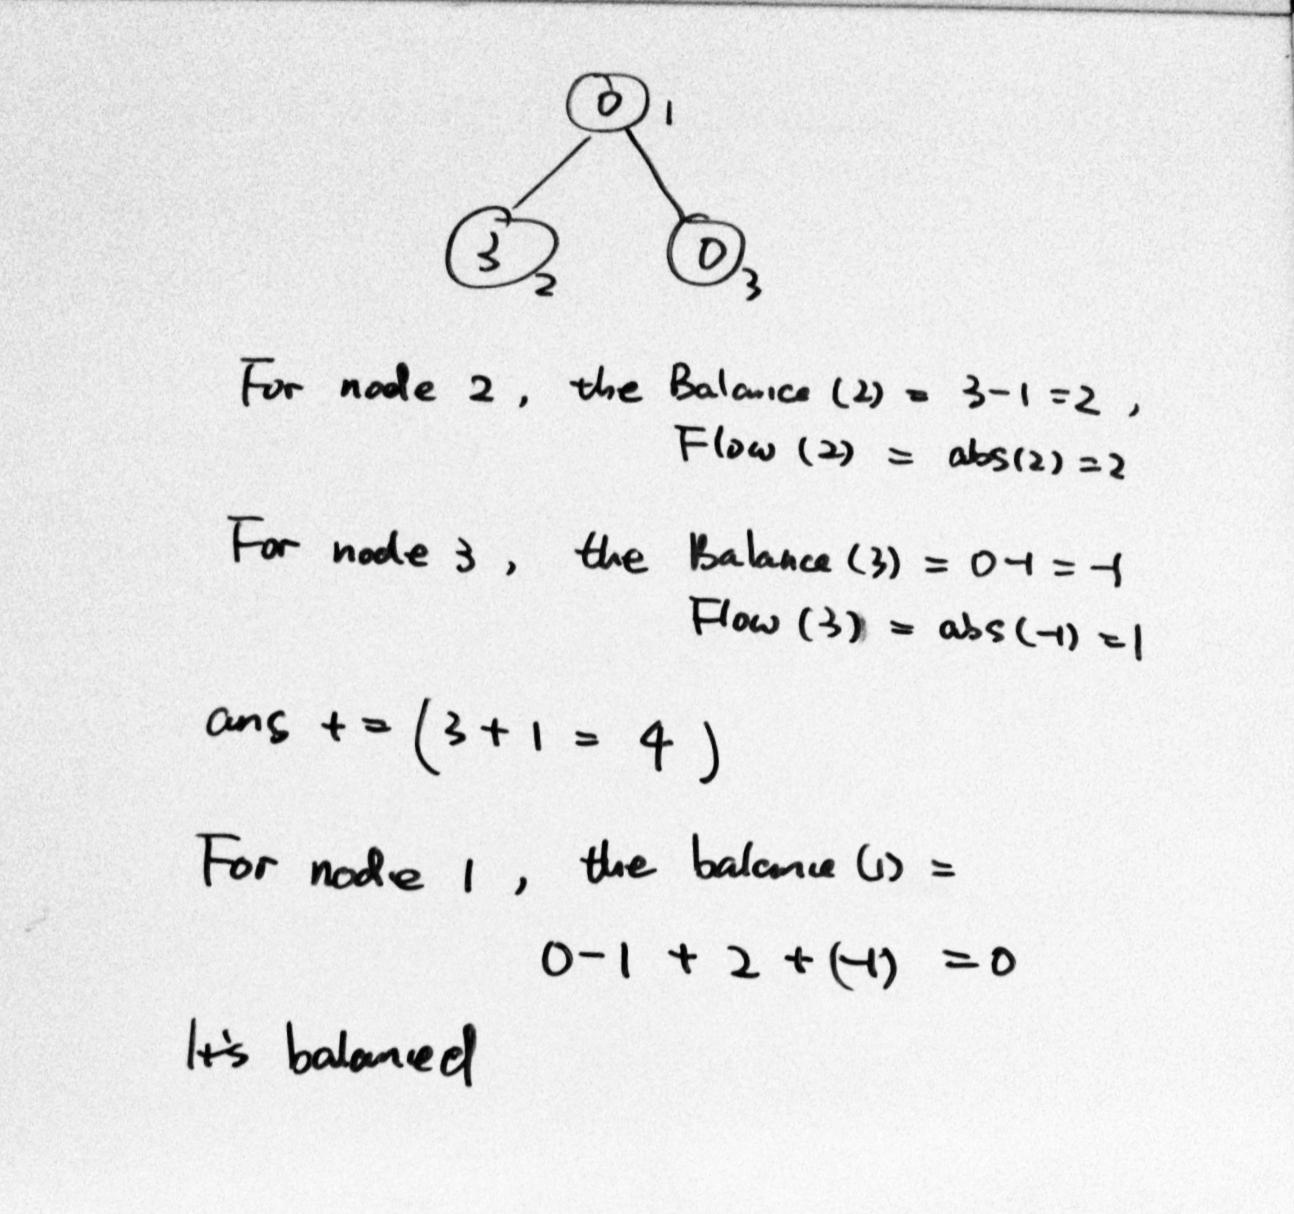 0 1
3 2 0 3
For node 2, the Balance (2) = 3-1=2,
Flow (2) = abs(2)=2
For node 3, the Balance (3) = 0-1=-1
Flow (3) = abs(-1)=1
ans += (3+1=4)
For node 1, the balance (1) =
0-1+2+(-1) =0
It's balanced